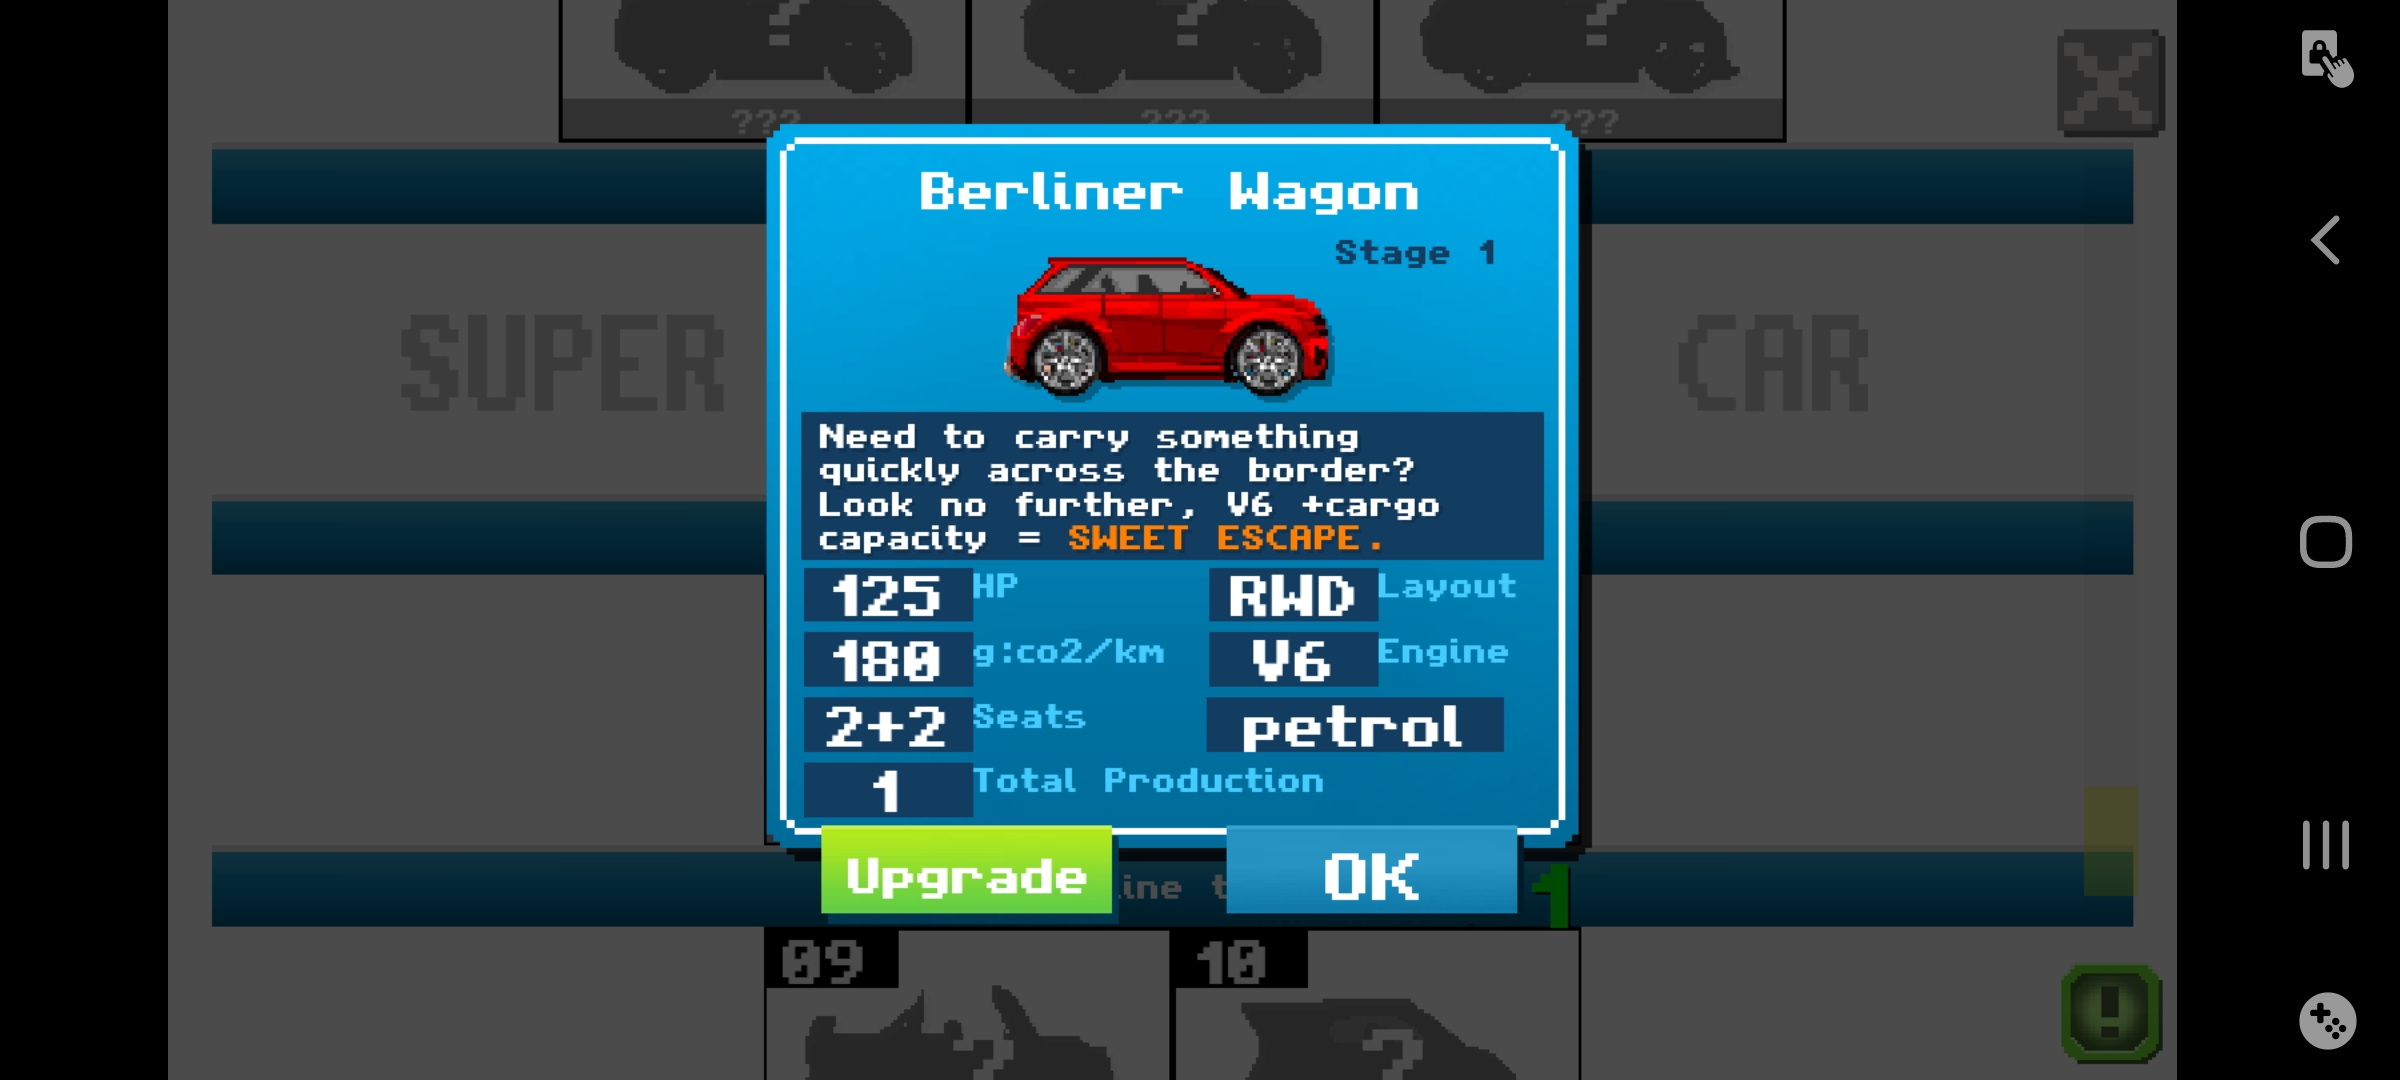 ??? ??? ???
Berliner Wagon
Stage 1
SUPER CAR
Need to carry something
quickly across the border?
Look no further, V6 +cargo
capacity = SWEET ESCAPE.
125 HP RWD Layout
180 g:co2/km V6 Engine
2+2 Seats petrol
1 Total Production
Upgrade OK
1
09 10